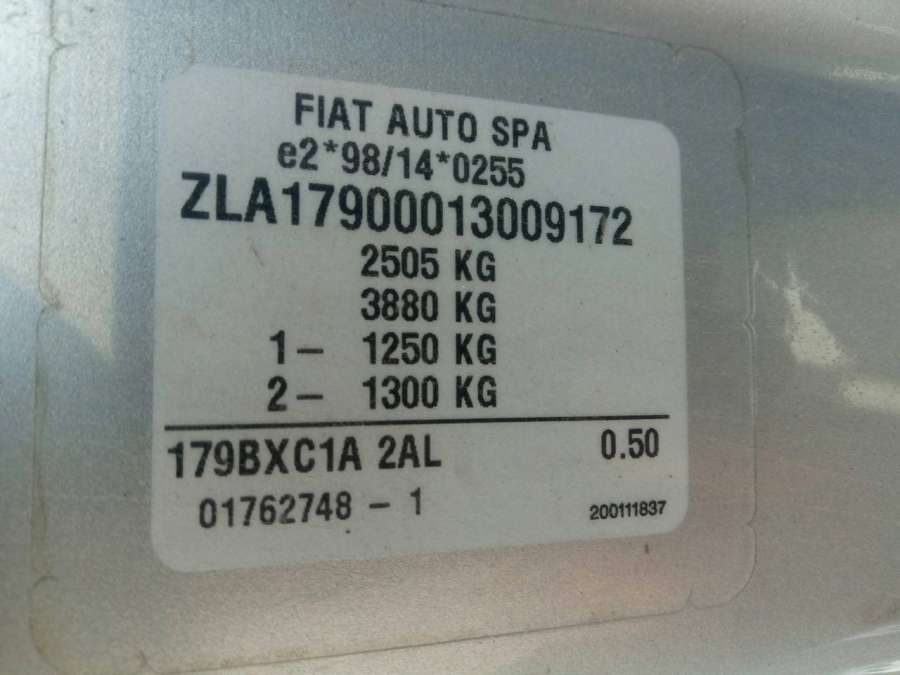 FIAT AUTO SPA
e2*98/14*0255
ZLA17900013009172
2505 KG
3880 KG
1- 1250 KG
2- 1300 KG
179BXC1A 2AL 0.50
01762748 - 1 200111837